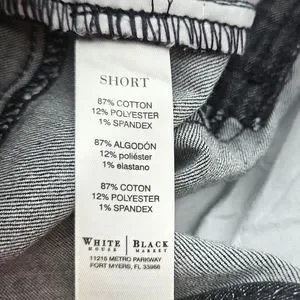 SHORT
87% COTTON
12% POLYESTER
1% SPANDEX
87% ALGODÓN
12% poliéster
1% elastano
87% COTON
12% POLYESTER
1% SPANDEX
WHITE HOUSE | BLACK MARKET
11215 METRO PARKWAY
FORT MYERS, FL 33966